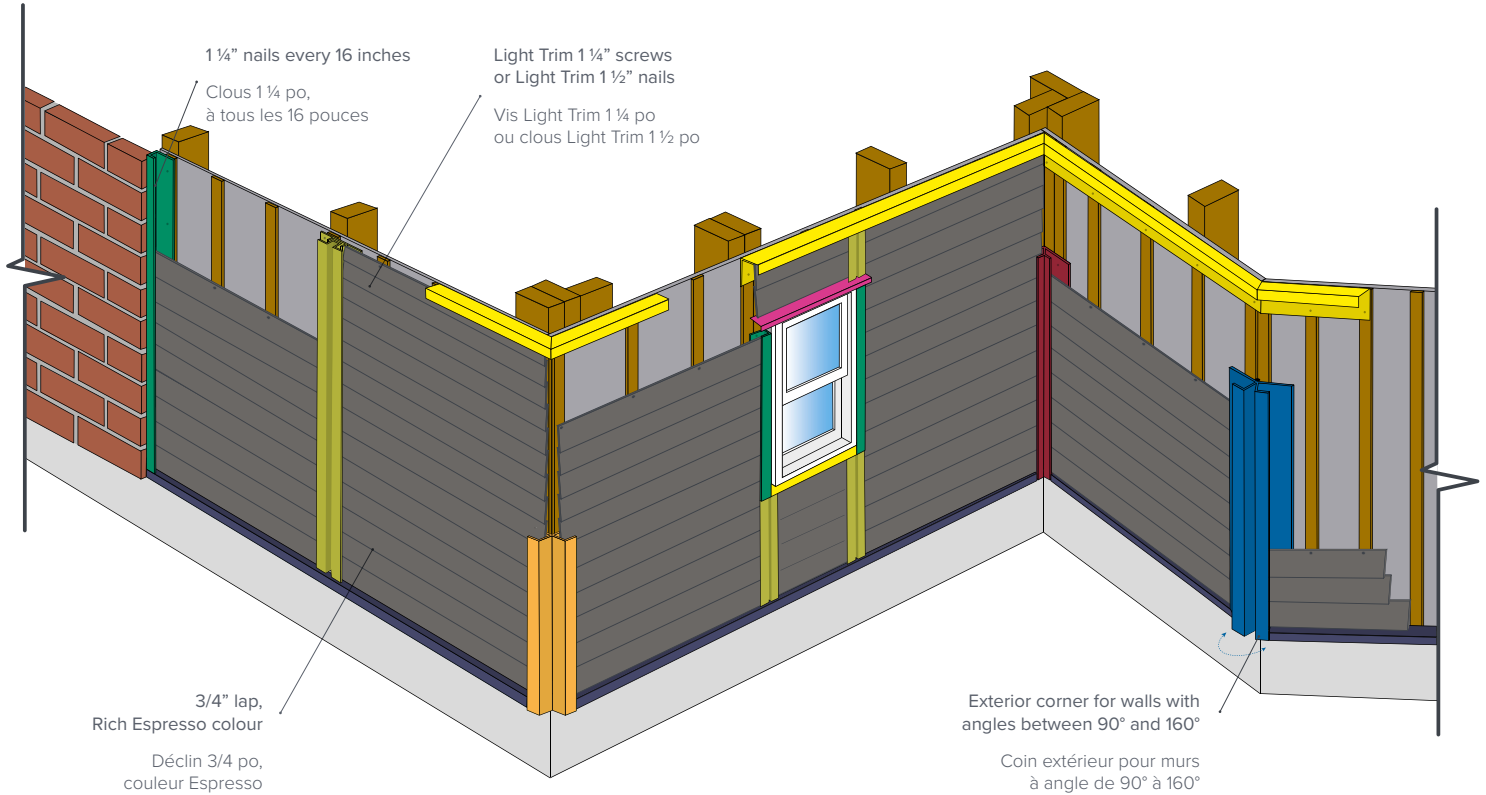 1 ¼” nails every 16 inches
Clous 1 ¼ po,
à tous les 16 pouces
Light Trim 1 ¼” screws
or Light Trim 1 ½” nails
Vis Light Trim 1 ¼ po
ou clous Light Trim 1 ½ po
3/4” lap,
Rich Espresso colour
Déclin 3/4 po,
couleur Espresso
Exterior corner for walls with
angles between 90° and 160°
Coin extérieur pour murs
à angle de 90° à 160°